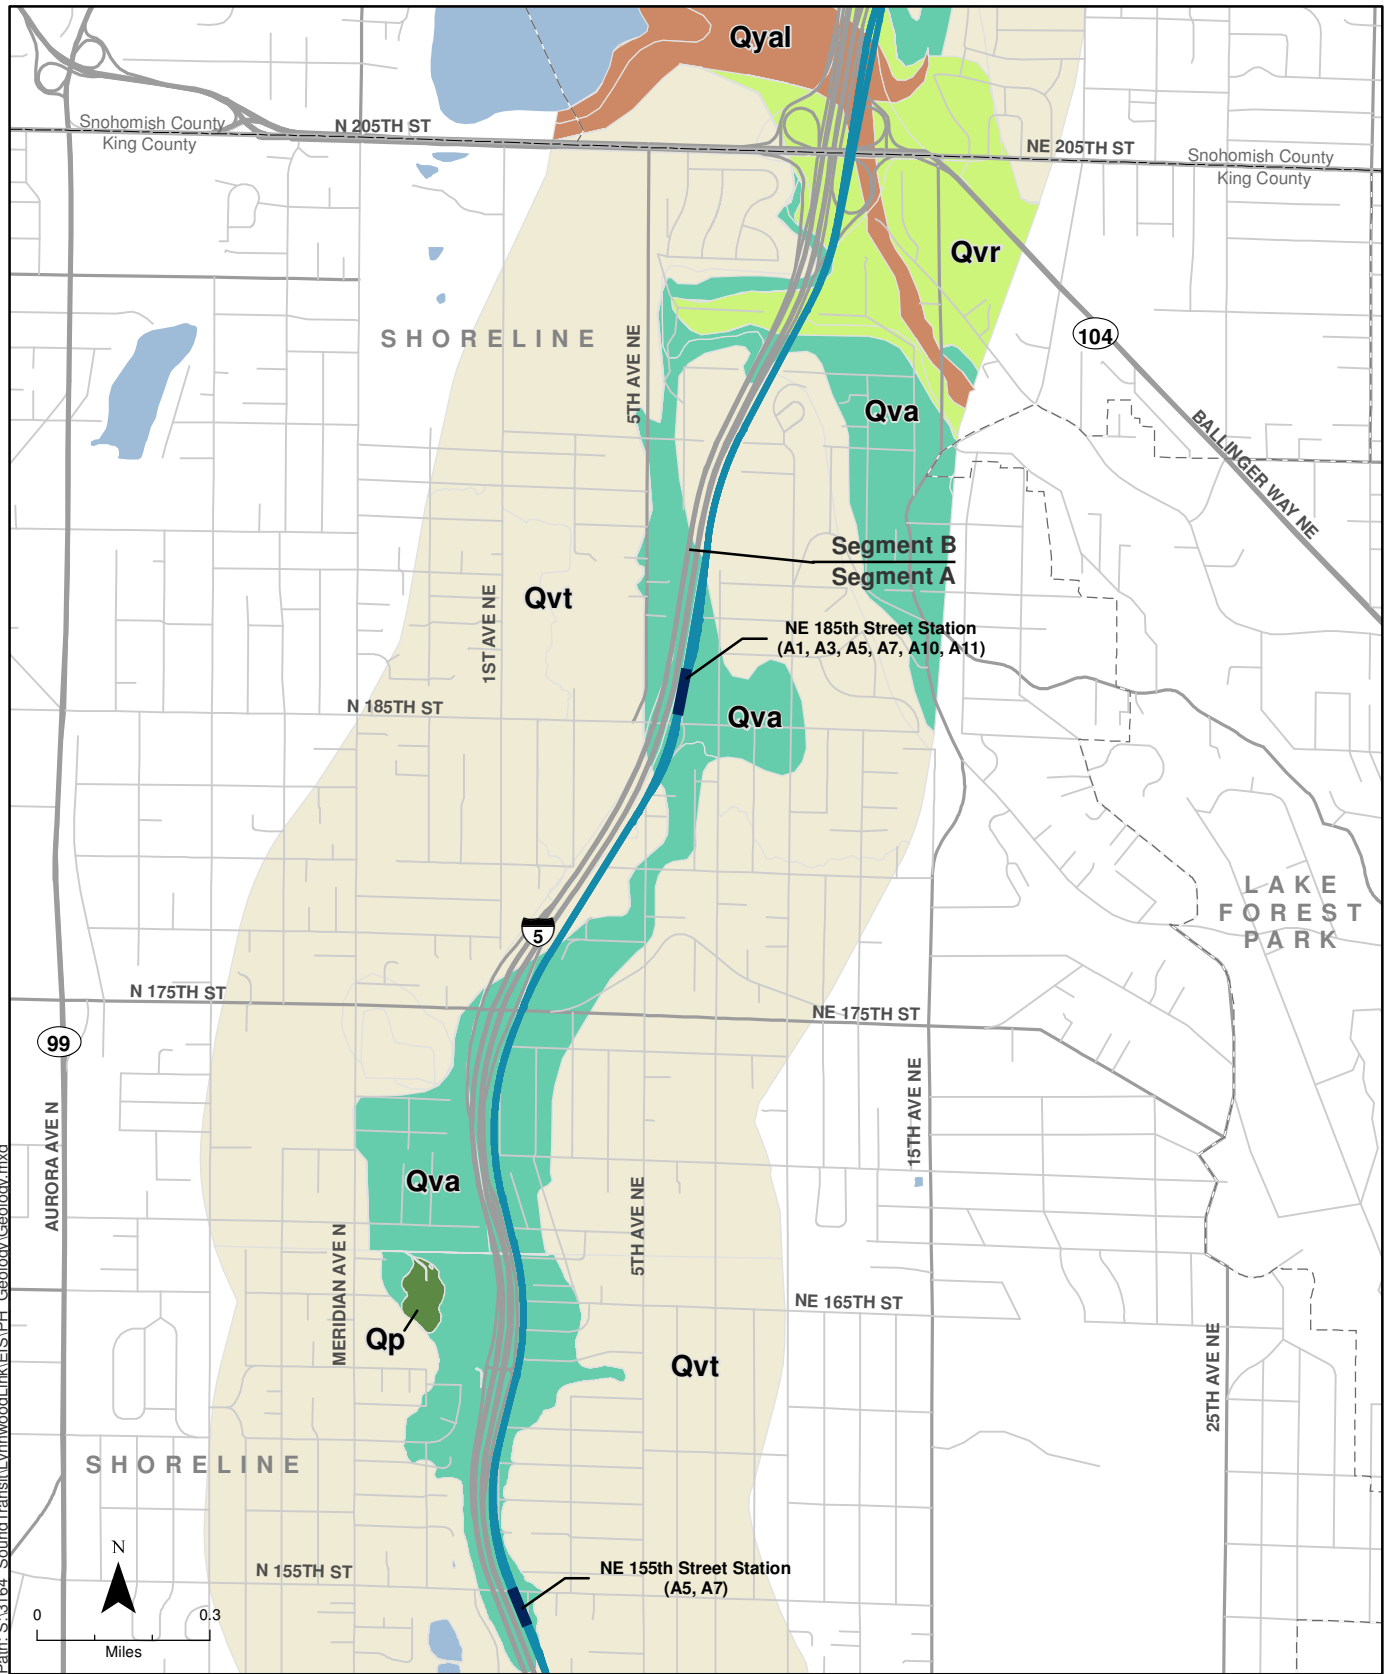 Qyal
Snohomish County
King County
N 205TH ST
NE 205TH ST
Snohomish County
King County
Qvr
SHORELINE
104
5TH AVE NE
Qva
BALLINGER WAY NE
Segment B
Segment A
Qvt
1ST AVE NE
NE 185th Street Station
(A1, A3, A5, A7, A10, A11)
N 185TH ST
Qva
LAKE
FOREST
PARK
5
N 175TH ST
NE 175TH ST
99
15TH AVE NE
AURORA AVE N
Qva
5TH AVE NE
MERIDIAN AVE N
NE 165TH ST
Qp
Qvt
25TH AVE NE
SHORELINE
N
N 155TH ST
NE 155th Street Station
(A5, A7)
0 0.3
Miles